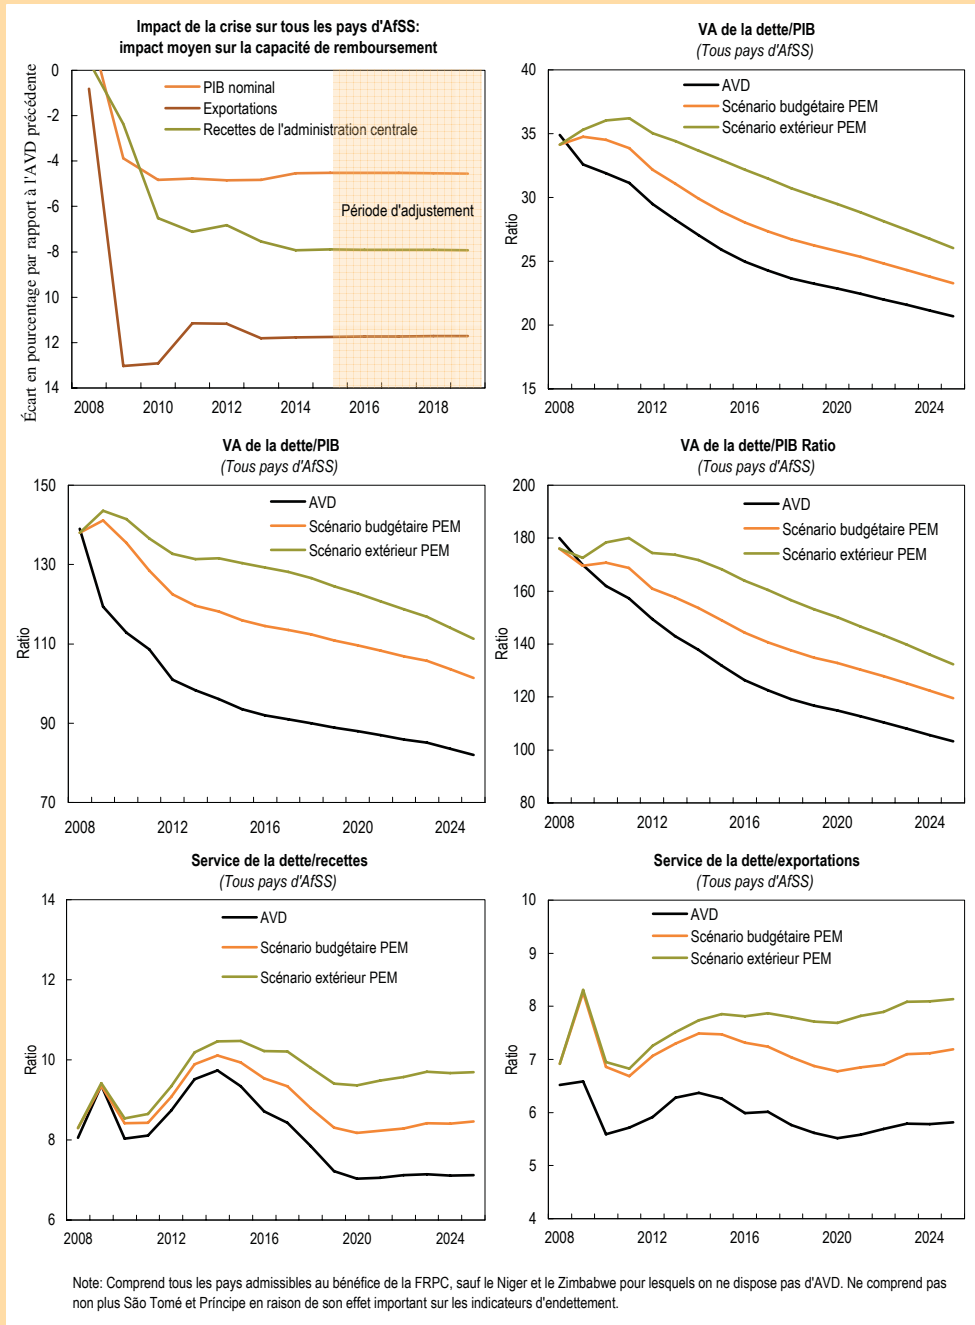 Impact de la crise sur tous les pays d'AfSS:
impact moyen sur la capacité de remboursement
Écart en pourcentage par rapport à l'AVD précédente
0
-2
-4
-6
-8
10
12
14
PIB nominal
Exportations
Recettes de l'administration centrale
Période d'adjustement
2008 2010 2012 2014 2016 2018
VA de la dette/PIB
(Tous pays d'AfSS)
Ratio
40
35
30
25
20
15
AVD
Scénario budgétaire PEM
Scénario extérieur PEM
2008 2012 2016 2020 2024
VA de la dette/PIB
(Tous pays d'AfSS)
Ratio
150
130
110
90
70
AVD
Scénario budgétaire PEM
Scénario extérieur PEM
2008 2012 2016 2020 2024
VA de la dette/PIB Ratio
(Tous pays d'AfSS)
Ratio
200
180
160
140
120
100
80
AVD
Scénario budgétaire PEM
Scénario extérieur PEM
2008 2012 2016 2020 2024
Service de la dette/recettes
(Tous pays d'AfSS)
Ratio
14
12
10
8
6
AVD
Scénario budgétaire PEM
Scénario extérieur PEM
2008 2012 2016 2020 2024
Service de la dette/exportations
(Tous pays d'AfSS)
Ratio
10
9
8
7
6
5
4
AVD
Scénario budgétaire PEM
Scénario extérieur PEM
2008 2012 2016 2020 2024
Note: Comprend tous les pays admissibles au bénéfice de la FRPC, sauf le Niger et le Zimbabwe pour lesquels on ne dispose pas d'AVD. Ne comprend pas
non plus São Tomé et Príncipe en raison de son effet important sur les indicateurs d'endettement.